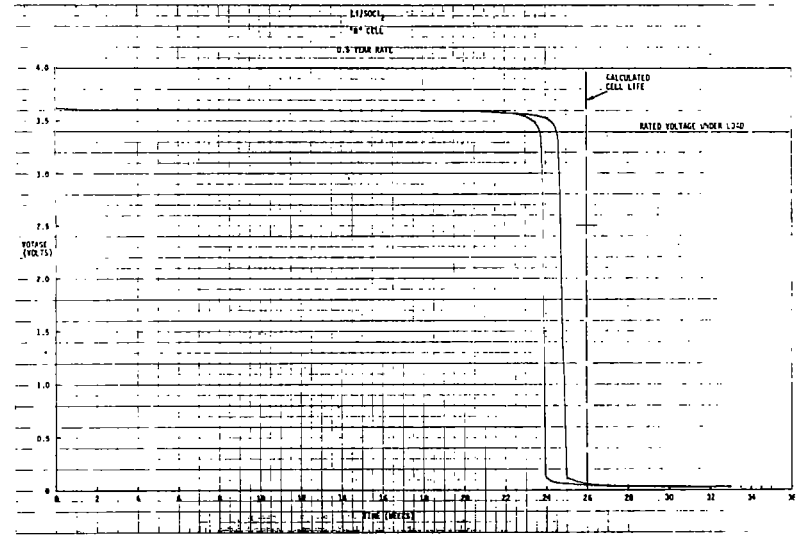 Li/SOCl₂
"B" CELL
0.5 YEAR RATE
4.0
CALCULATED
CELL LIFE
3.5
RATED VOLTAGE UNDER LOAD
3.0
2.5
VOTAGE
(VOLTS)
2.0
1.5
1.0
0.5
0
0 2 4 6 8 10 12 14 16 18 20 22 24 26 28 30 32 34 36
TIME (WEEKS)